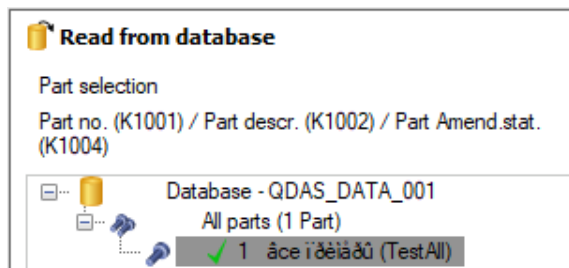 Read from database
Part selection
Part no. (K1001) / Part descr. (K1002) / Part Amend.stat.
(K1004)
Database - QDAS_DATA_001
All parts (1 Part)
1 âce ïðèìåðû (TestAll)